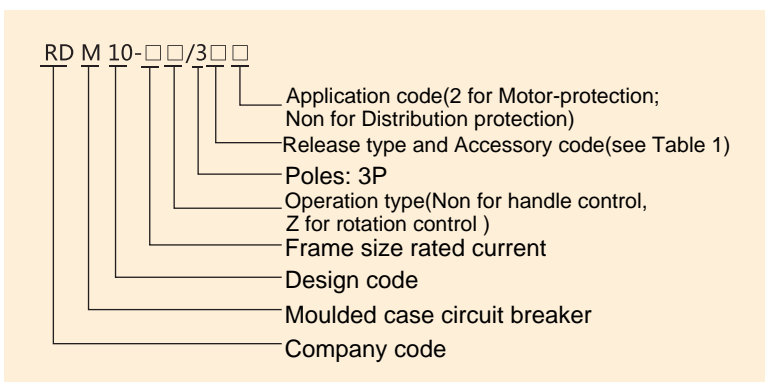 RD M 10-□□/3□□
Application code(2 for Motor-protection;
Non for Distribution protection)
Release type and Accessory code(see Table 1)
Poles: 3P
Operation type(Non for handle control,
Z for rotation control )
Frame size rated current
Design code
Moulded case circuit breaker
Company code